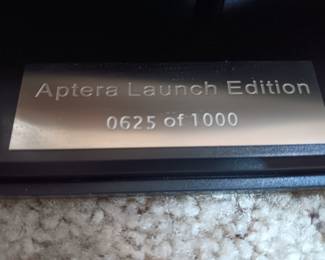 Aptera Launch Edition
0625 of 1000